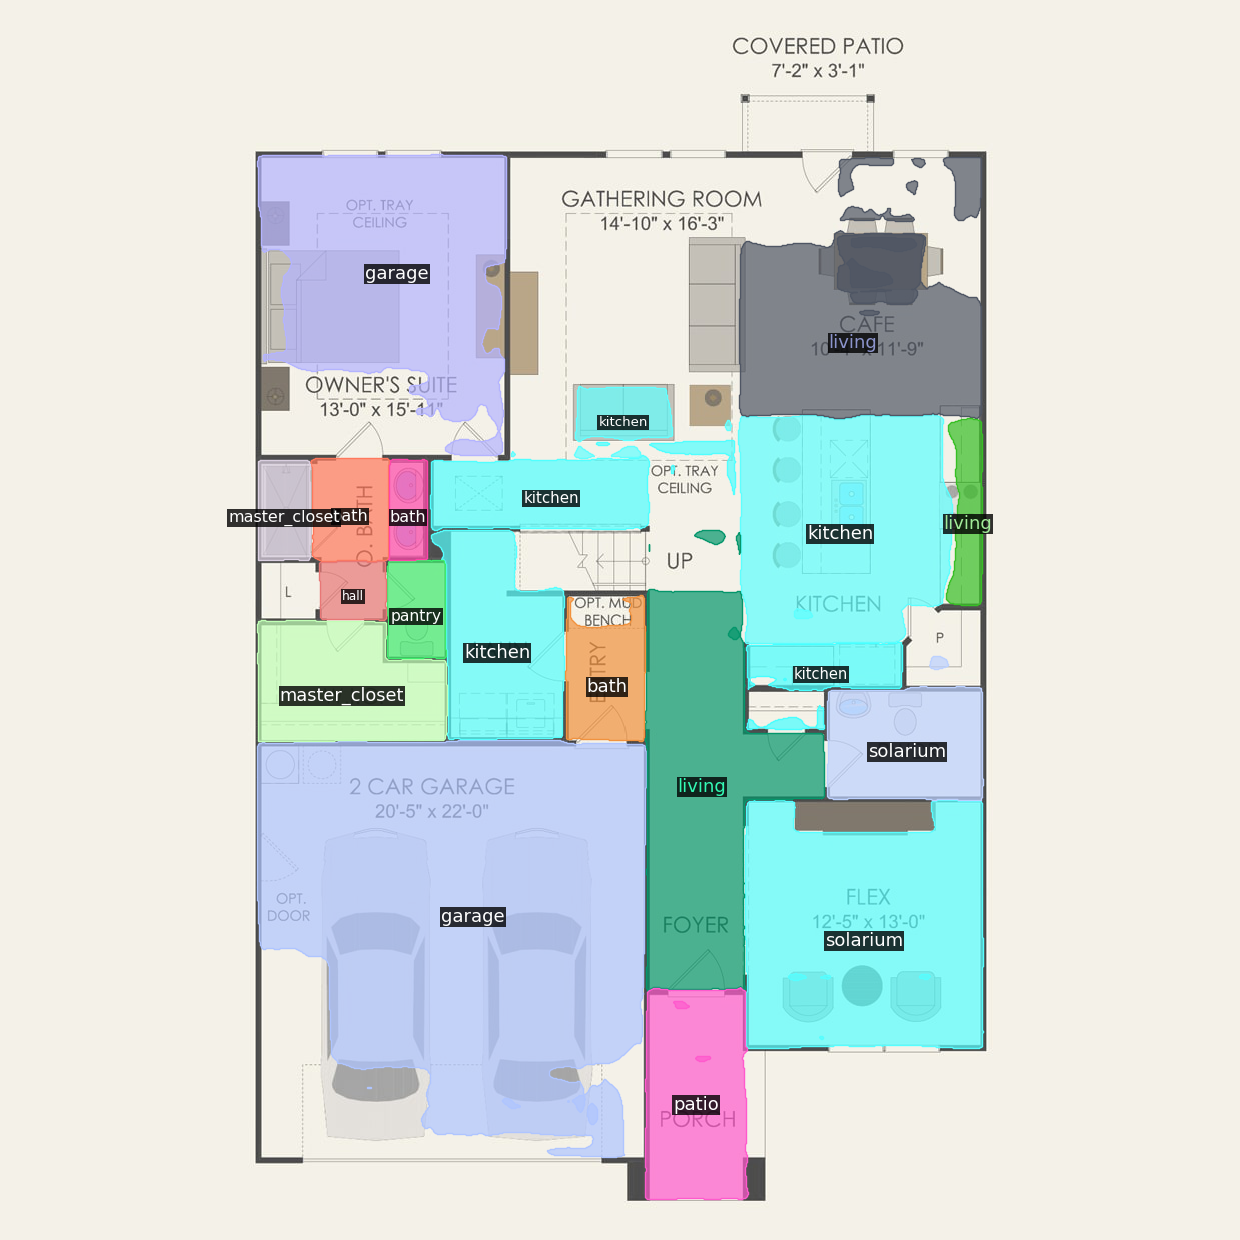 COVERED PATIO
7'-2" x 3'-1"
GATHERING ROOM
14'-10" x 16'-3"
OPT. TRAY
CEILING
garage
CAFE
living
11'-9"
OWNER'S SUITE
13'-0" x 15'-11"
kitchen
OPT. TRAY
CEILING
master_closet
bath
O. BATH
kitchen
kitchen
living
UP
L
hall
pantry
OPT. MUD
BENCH
KITCHEN
P
kitchen
ENTRY
bath
kitchen
master_closet
solarium
living
2 CAR GARAGE
20'-5" x 22'-0"
OPT.
DOOR
garage
FOYER
FLEX
12'-5" x 13'-0"
solarium
patio
PORCH